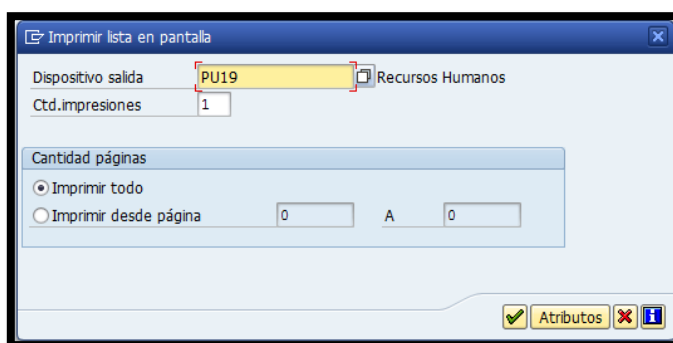 Imprimir lista en pantalla
Dispositivo salida PU19 Recursos Humanos
Ctd.impresiones 1
Cantidad páginas
Imprimir todo
Imprimir desde página 0 A 0
Atributos